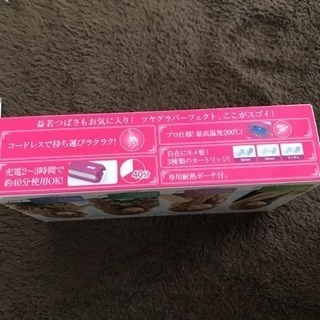 益若つばさもお気に入り! ツヤグラパーフェクト、ここがスゴイ!
コードレスで持ち運びラクラク!
充電2~3時間で
約40分使用OK!
40分
プロ仕様!最高温度200℃!
自在にキメ髪!
3種類のカートリッジ!
専用耐熱ポーチ付。